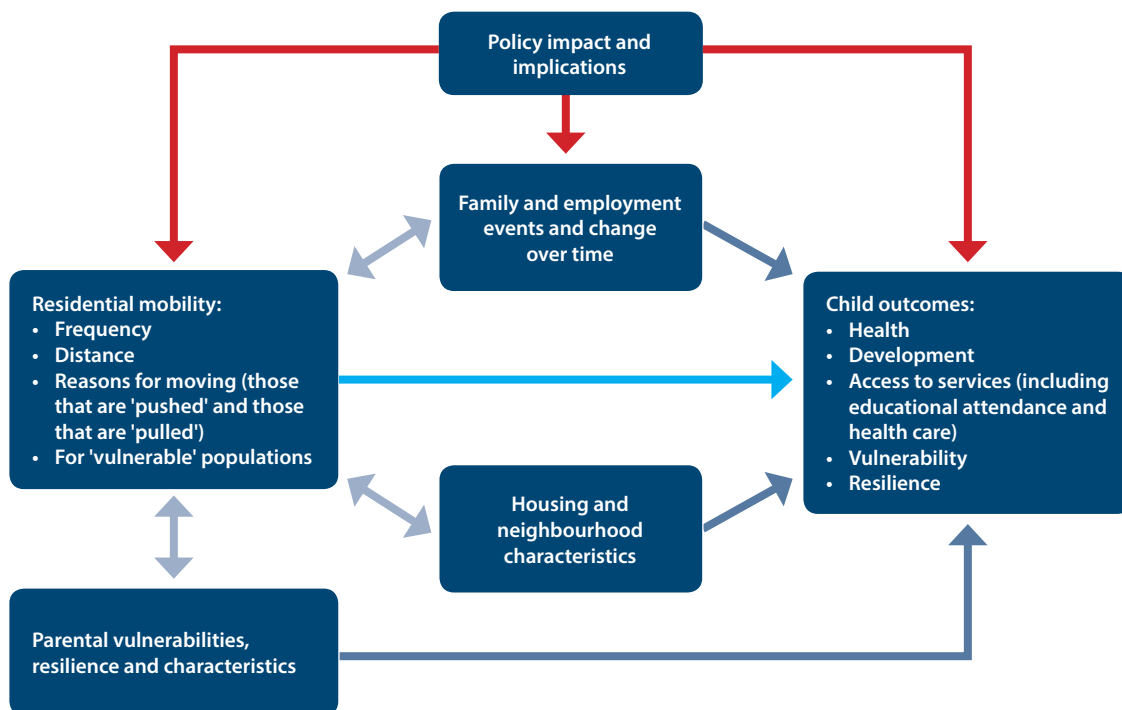 Policy impact and
implications
Family and employment
events and change
over time
Residential mobility:
• Frequency
• Distance
• Reasons for moving (those
that are 'pushed' and those
that are 'pulled')
• For 'vulnerable' populations
Child outcomes:
• Health
• Development
• Access to services (including
educational attendance and
health care)
• Vulnerability
• Resilience
Housing and
neighbourhood
characteristics
Parental vulnerabilities,
resilience and characteristics